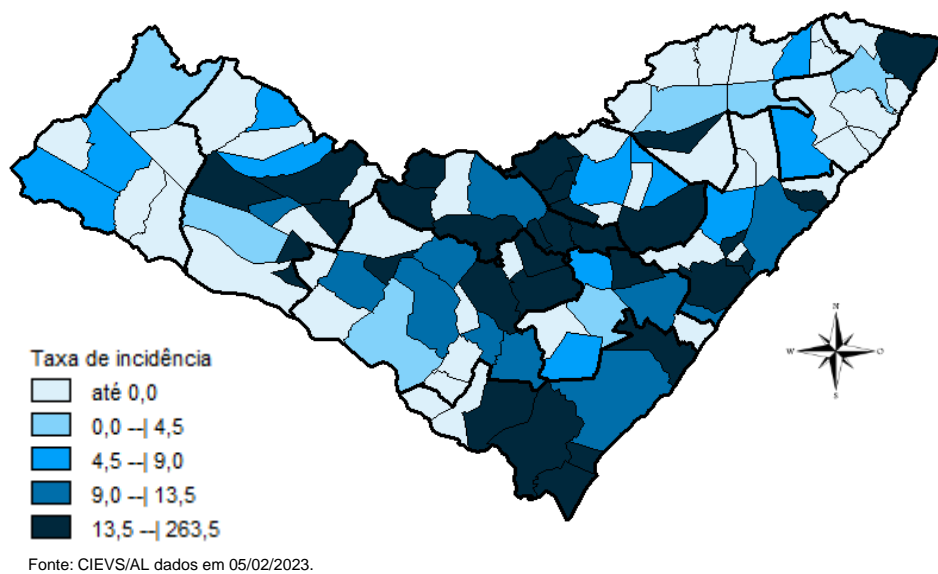 N
W
O
S
Taxa de incidência
até 0,0
0,0 --| 4,5
4,5 --| 9,0
9,0 --| 13,5
13,5 --| 263,5
Fonte: CIEVS/AL dados em 05/02/2023.